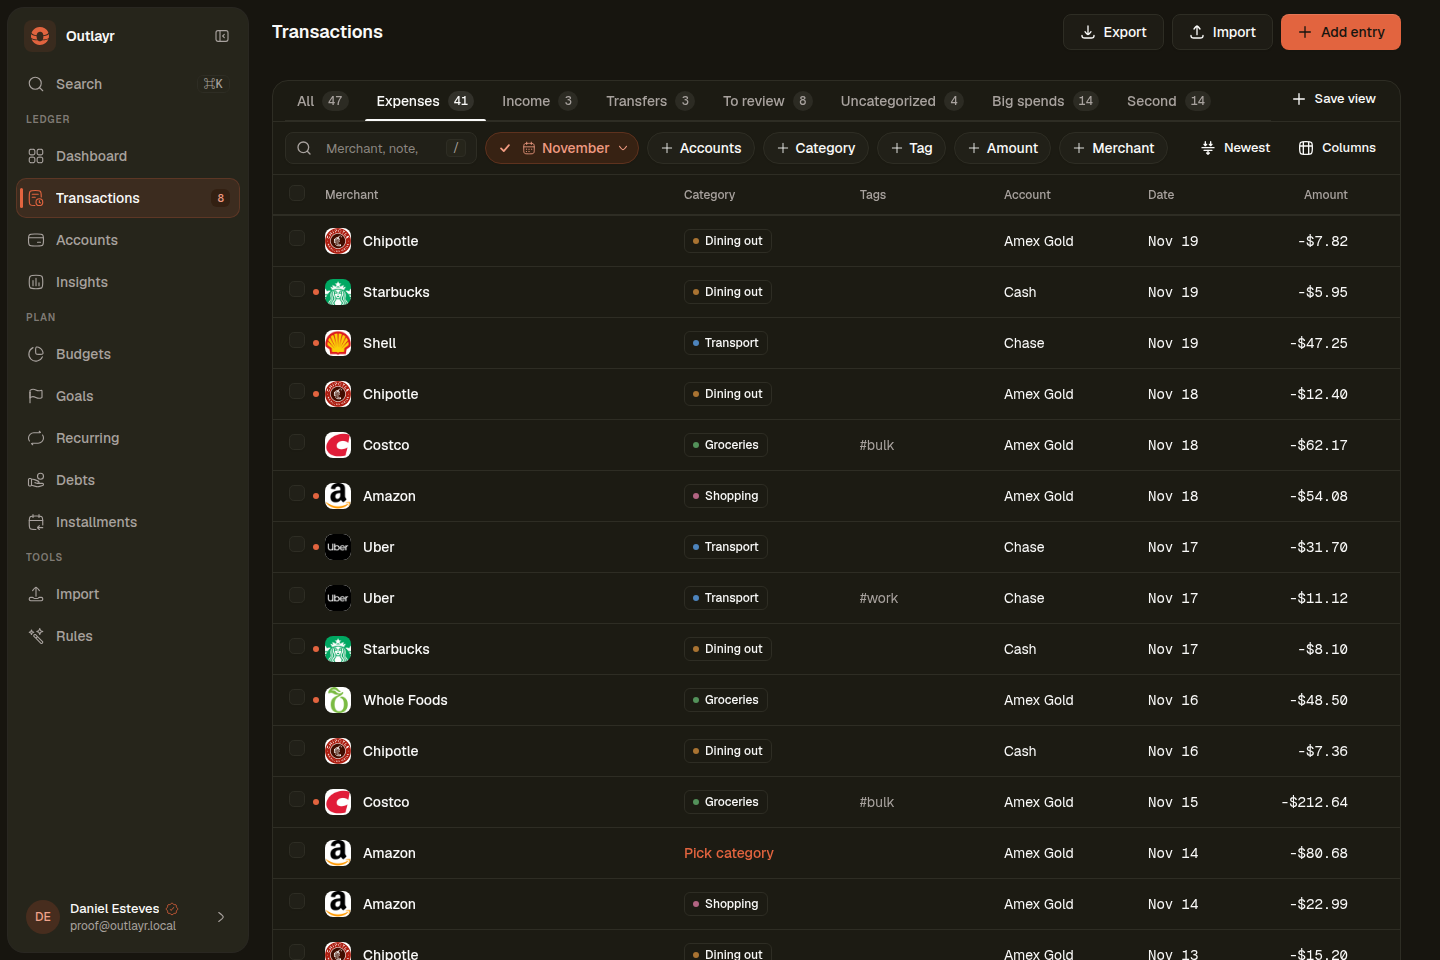 Outlayr
Search ⌘K
LEDGER
Dashboard
Transactions 8
Accounts
Insights
PLAN
Budgets
Goals
Recurring
Debts
Installments
TOOLS
Import
Rules
DE Daniel Esteves
proof@outlayr.local
Transactions
Export Import Add entry
All 47 Expenses 41 Income 3 Transfers 3 To review 8 Uncategorized 4 Big spends 14 Second 14 Save view
Merchant, note, / November Accounts Category Tag Amount Merchant Newest Columns
Merchant Category Tags Account Date Amount
Chipotle Dining out Amex Gold Nov 19 -$7.82
Starbucks Dining out Cash Nov 19 -$5.95
Shell Transport Chase Nov 19 -$47.25
Chipotle Dining out Amex Gold Nov 18 -$12.40
Costco Groceries #bulk Amex Gold Nov 18 -$62.17
a Amazon Shopping Amex Gold Nov 18 -$54.08
Uber Uber Transport Chase Nov 17 -$31.70
Uber Uber Transport #work Chase Nov 17 -$11.12
Starbucks Dining out Cash Nov 17 -$8.10
Whole Foods Groceries Amex Gold Nov 16 -$48.50
Chipotle Dining out Cash Nov 16 -$7.36
Costco Groceries #bulk Amex Gold Nov 15 -$212.64
a Amazon Pick category Amex Gold Nov 14 -$80.68
a Amazon Shopping Amex Gold Nov 14 -$22.99
Chipotle Dining out Amex Gold Nov 13 -$15.20